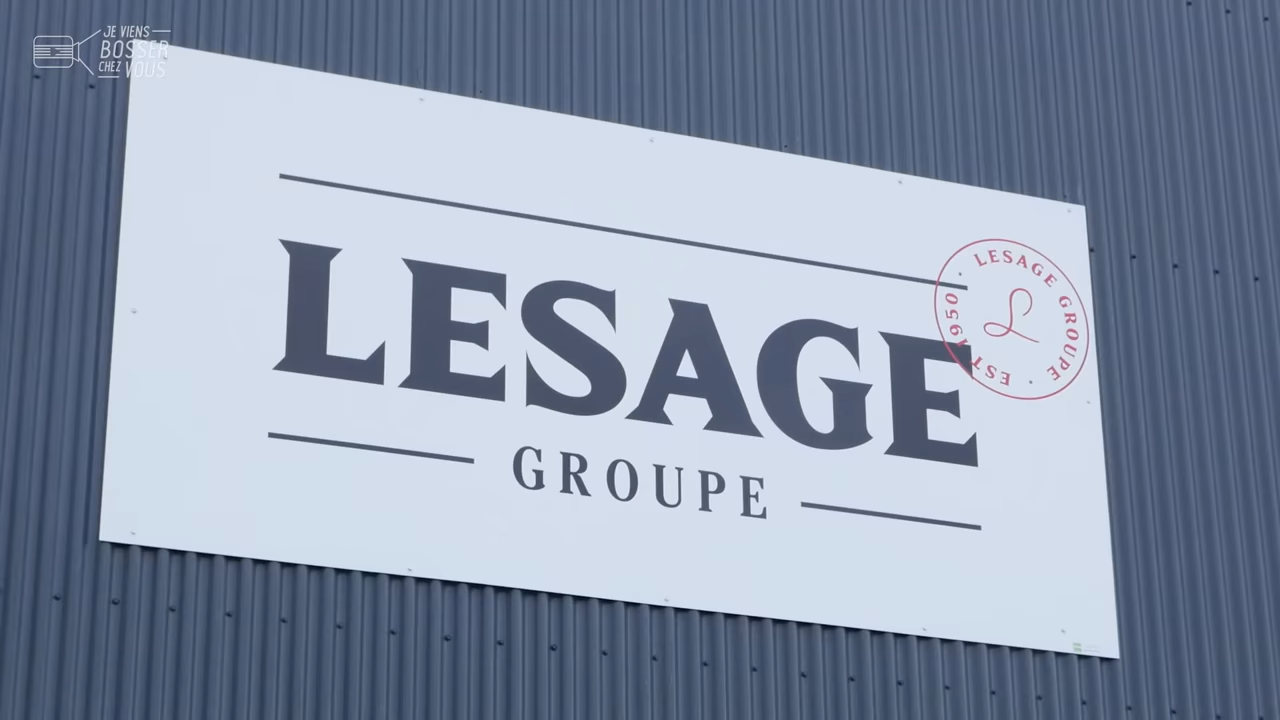 JE VIENS
BOSSER
CHEZ VOUS
LESAGE
GROUPE
LESAGE GROUPE · EST 1950 ·
L